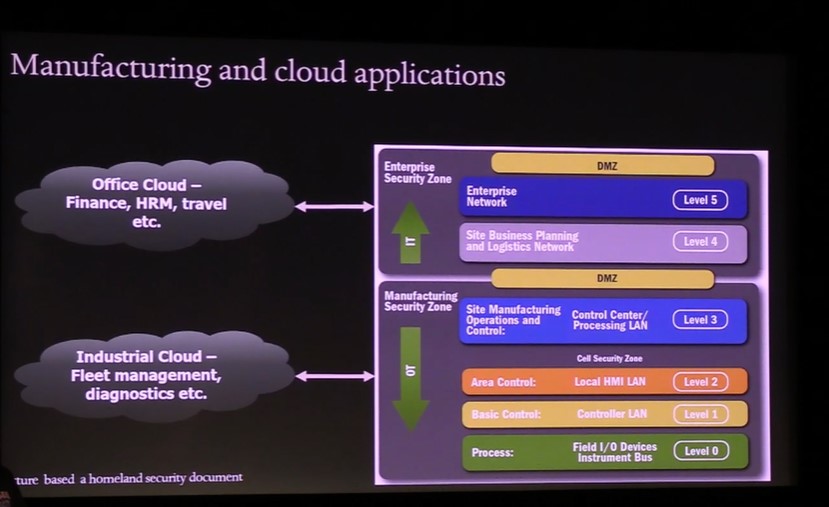 Manufacturing and cloud applications
Office Cloud –
Finance, HRM, travel
etc.
Industrial Cloud –
Fleet management,
diagnostics etc.
Enterprise
Security Zone
IT
DMZ
Enterprise
Network
Level 5
Site Business Planning
and Logistics Network
Level 4
DMZ
Manufacturing
Security Zone
OT
Site Manufacturing
Operations and
Control:
Control Center/
Processing LAN
Level 3
Cell Security Zone
Area Control:
Local HMI LAN
Level 2
Basic Control:
Controller LAN
Level 1
Process:
Field I/O Devices
Instrument Bus
Level 0
based a homeland security document